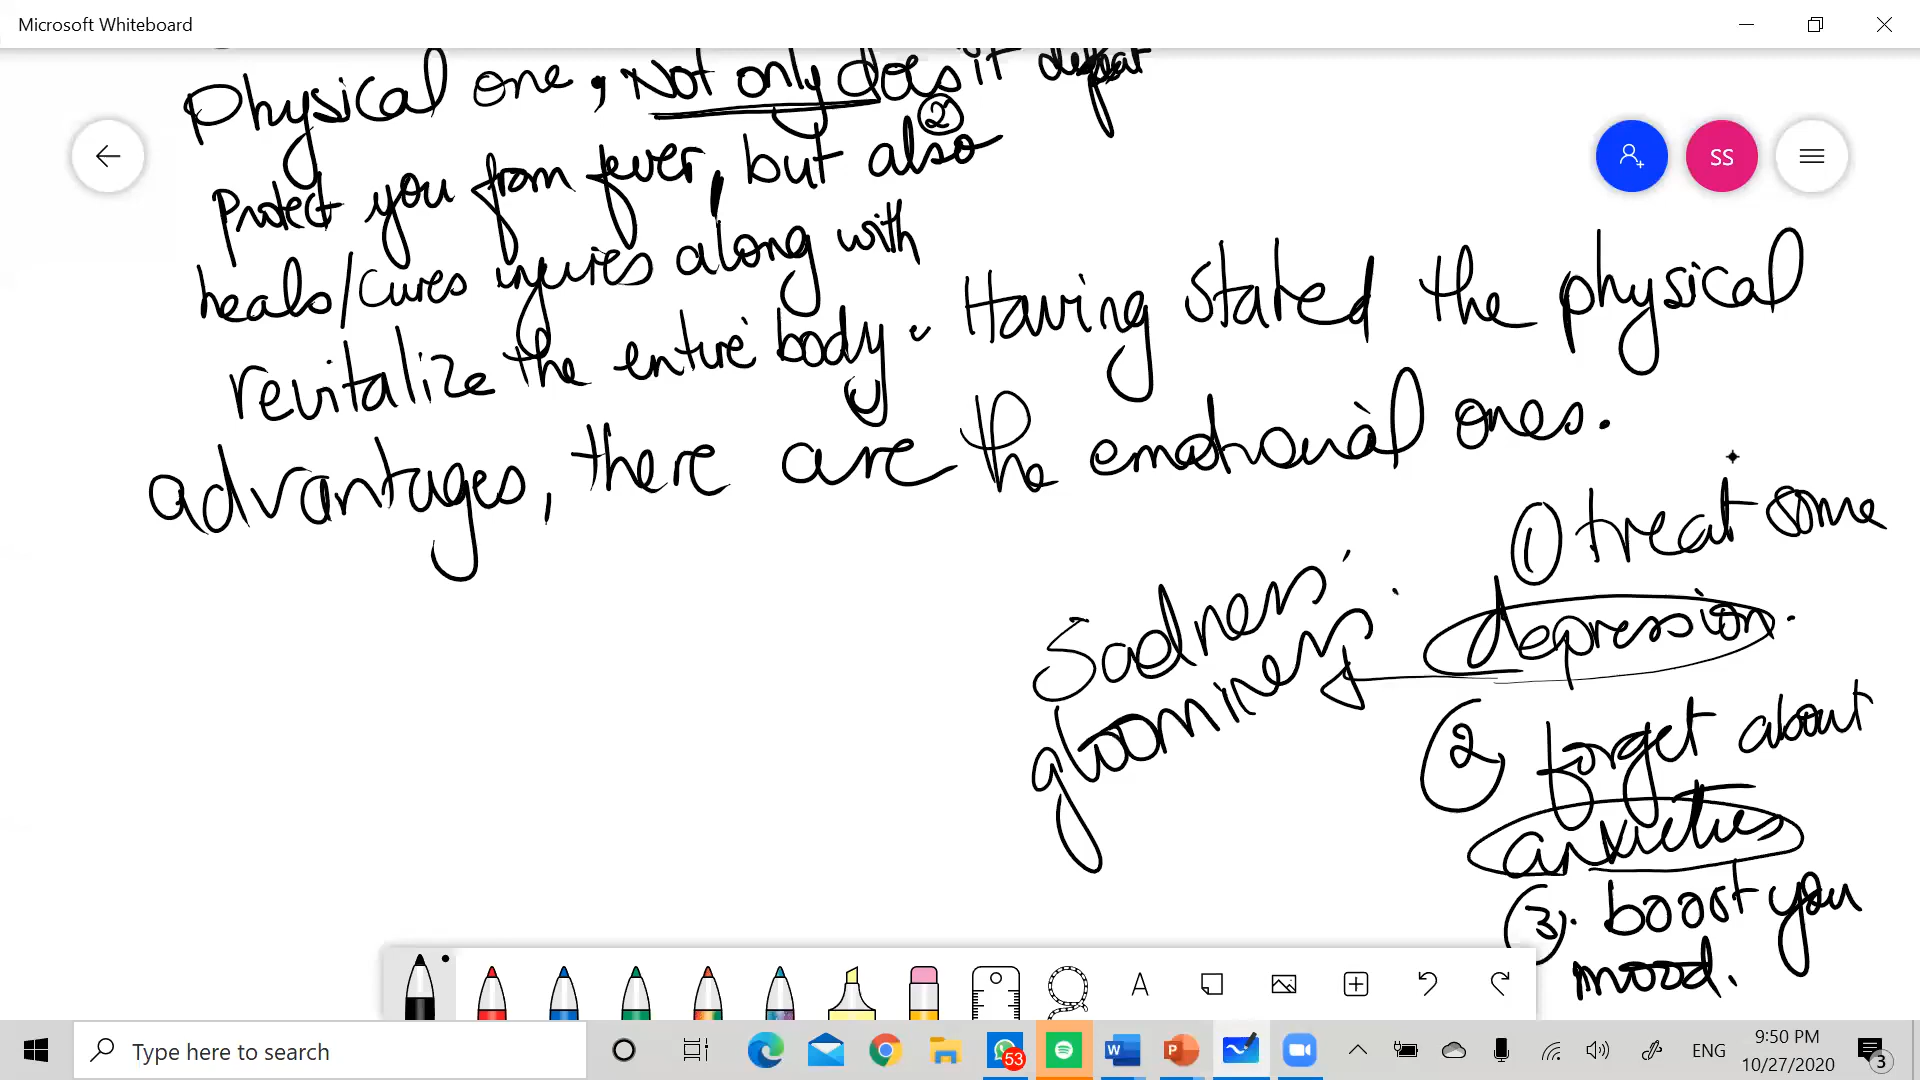 Microsoft Whiteboard
Physical one, Not only does it defeat
SS
②
Protect you from fever, but also
heals/cures injuries along with
revitalize the entire body. Having stated the physical
advantages, there are the emotional ones.
① treat some
depression.
Sadness
gloominess
② forget about
anxieties
③. boost you
mood.
A
Type here to search
53
W
P
ENG
9:50 PM
10/27/2020
3